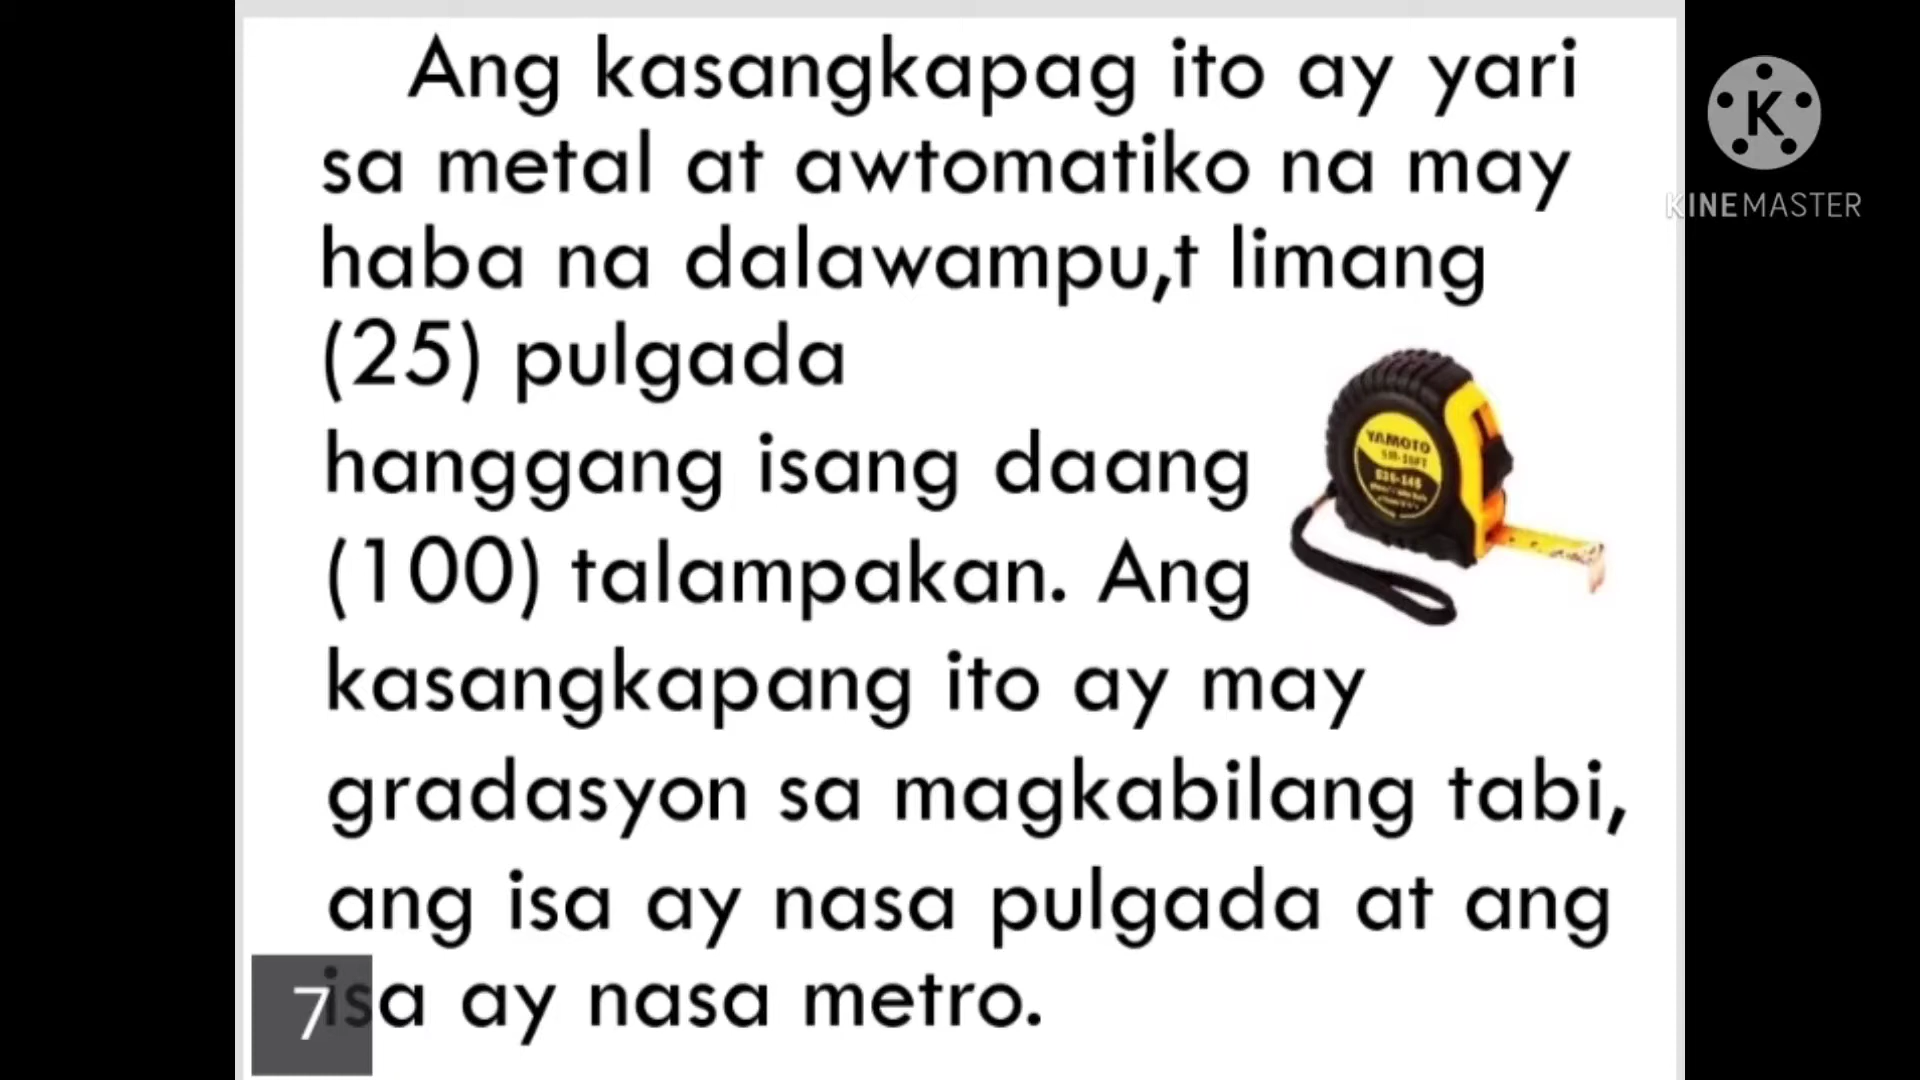 Ang kasangkapag ito ay yari
sa metal at awtomatiko na may
haba na dalawampu,t limang
(25) pulgada
hanggang isang daang
(100) talampakan. Ang
kasangkapang ito ay may
gradasyon sa magkabilang tabi,
ang isa ay nasa pulgada at ang
isa ay nasa metro.
7
K
KINEMASTER
YAMOTO